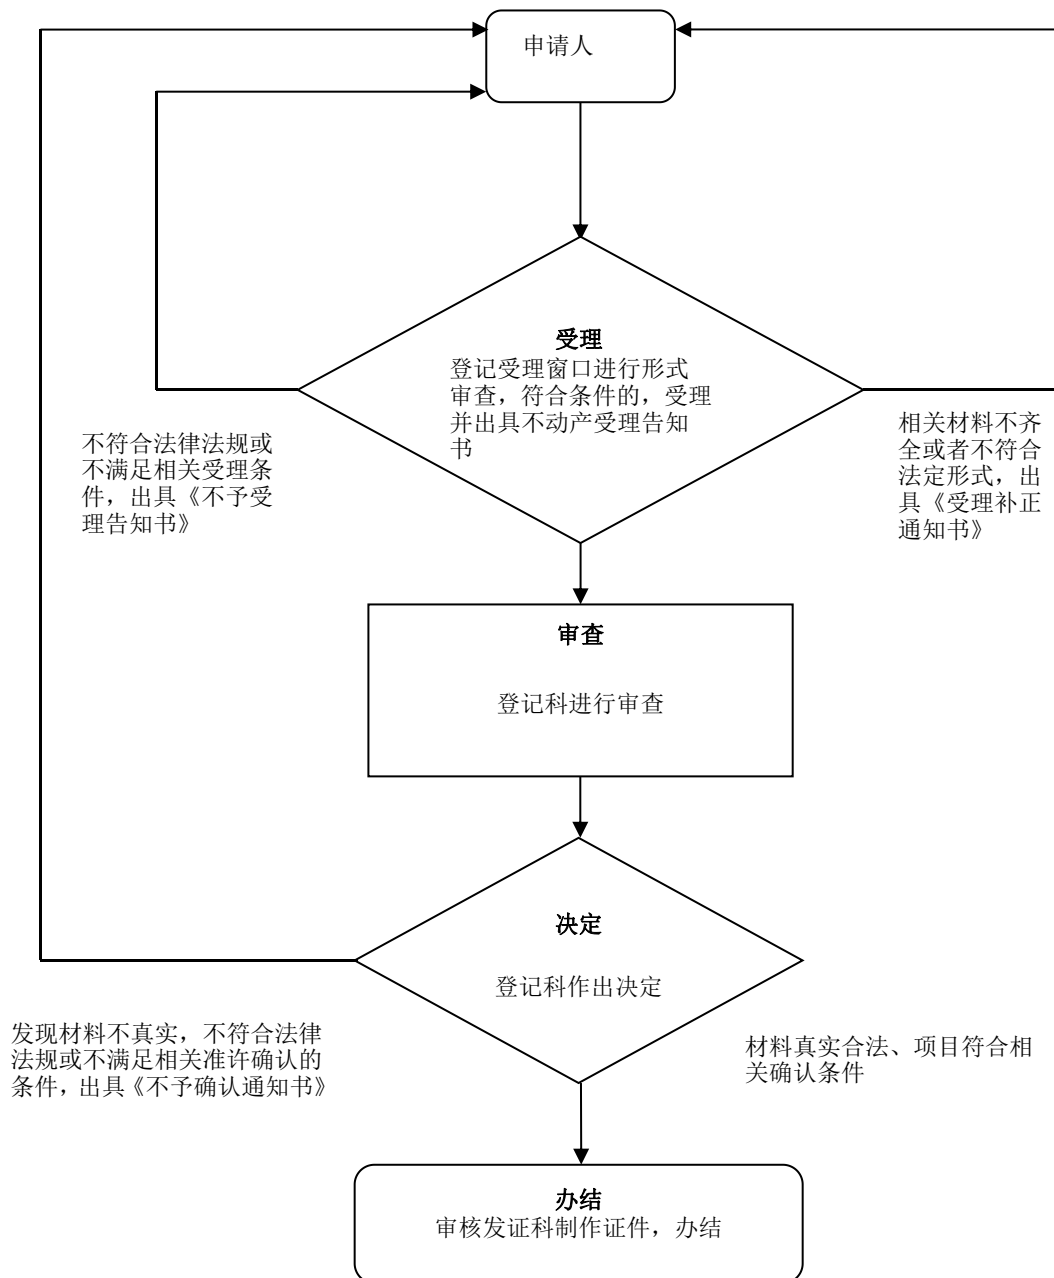 申请人
受理
登记受理窗口进行形式
审查，符合条件的，受理
并出具不动产受理告知
书
不符合法律法规或
不满足相关受理条
件，出具《不予受
理告知书》
相关材料不齐
全或者不符合
法定形式，出
具《受理补正
通知书》
审查
登记科进行审查
决定
登记科作出决定
发现材料不真实，不符合法律
法规或不满足相关准许确认的
条件，出具《不予确认通知书》
材料真实合法、项目符合相
关确认条件
办结
审核发证科制作证件，办结